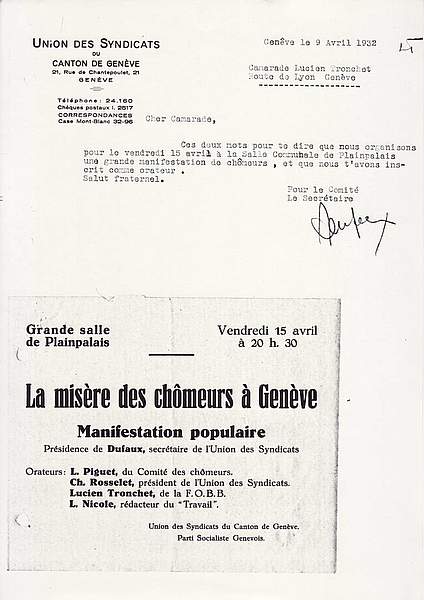 UNION DES SYNDICATS
DU
CANTON DE GENÈVE
21, Rue de Chantepoulet, 21
GENÈVE
Téléphone: 24.160
Chèques postaux I. 2617
CORRESPONDANCES
Case Mont-Blanc 32-96
Genêve le 9 Avril 1932
Camarade Lucien Tronchet
Route de Lyon Genève
Cher Camarade,
Ces deux mots pour te dire que nous organisons
pour le vendredi 15 avril à la Salle Communale de Plainpalais
une grande manifestation de chômeurs , et que nous t'avons ins-
crit comme orateur .
Salut fraternel.
Pour le Comité
Le Secrétaire
Grande salle
de Plainpalais
Vendredi 15 avril
à 20 h. 30
La misère des chômeurs à Genève
Manifestation populaire
Présidence de Dufaux, secrétaire de l'Union des Syndicats
Orateurs: L. Piguet, du Comité des chômeurs.
Ch. Rosselet, président de l'Union des Syndicats.
Lucien Tronchet, de la F.O.B.B.
L. Nicole, rédacteur du "Travail".
Union des Syndicats du Canton de Genève.
Parti Socialiste Genevois.